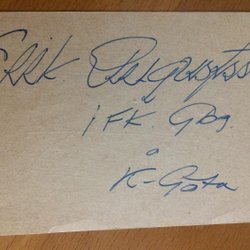 Erik
iFK. Gbg.
o
K-Göta